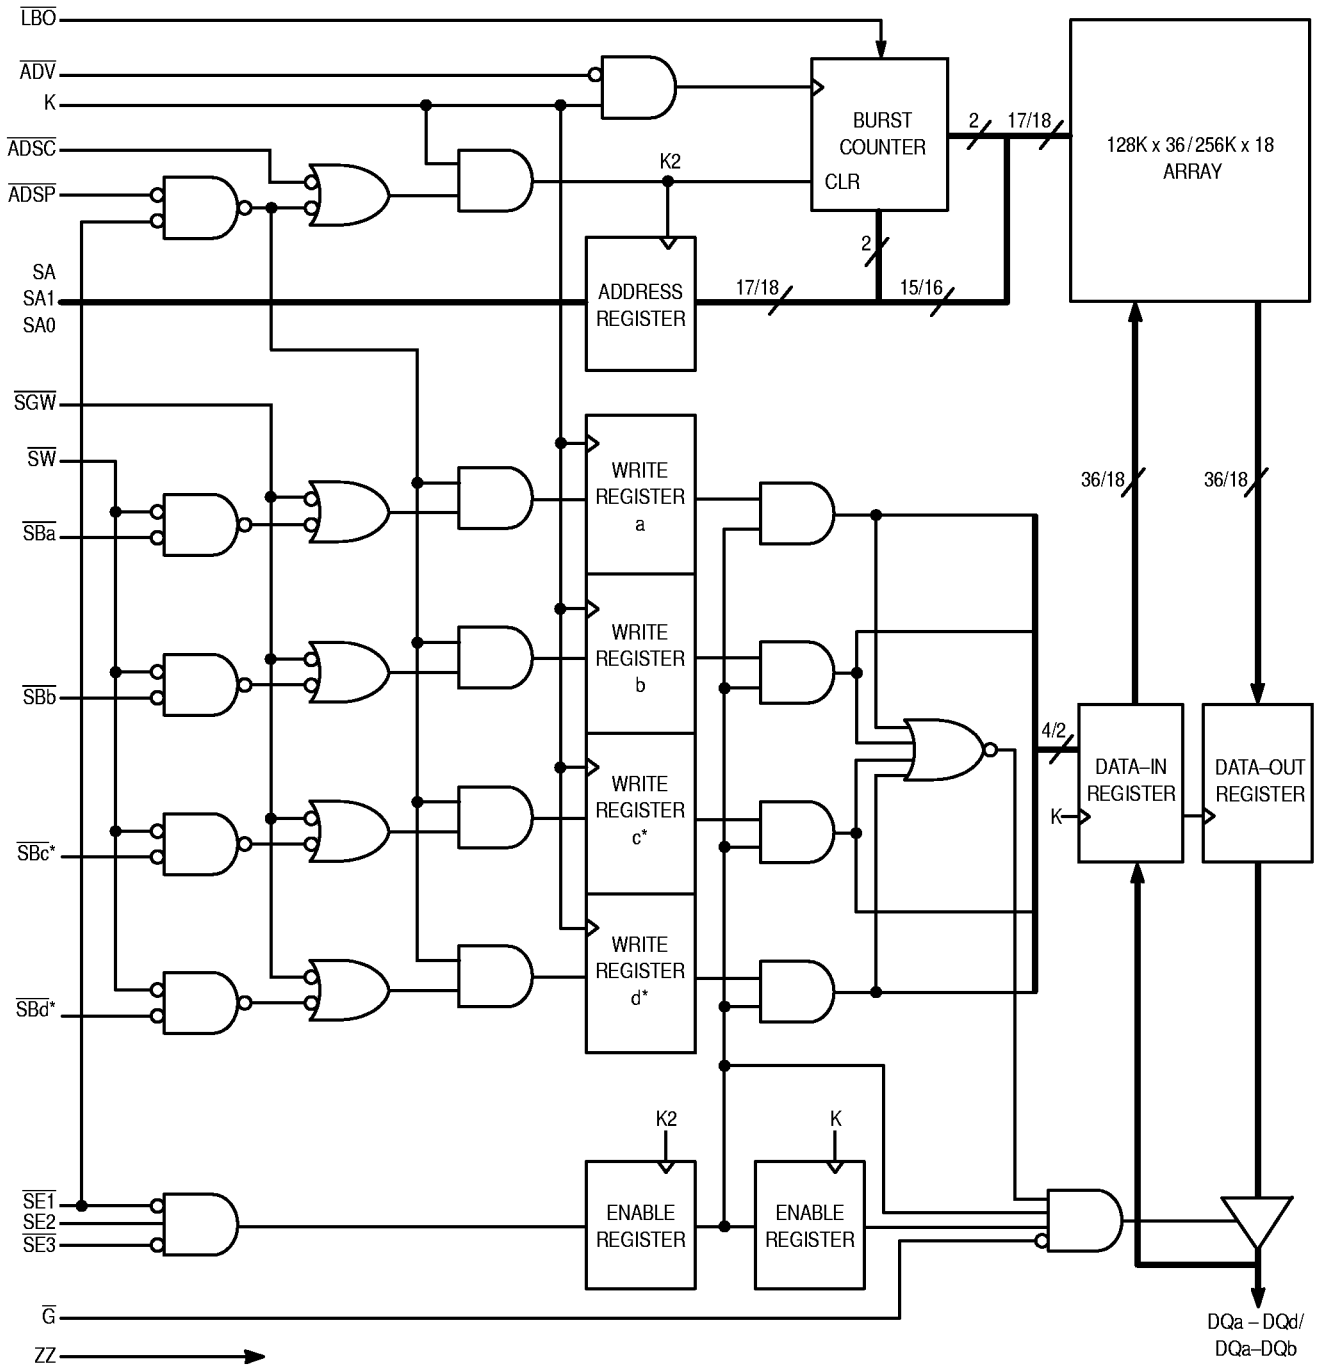 LBO
ADV
K
ADSC
ADSP
K2
BURST
COUNTER
CLR
2
17/18
128K x 36/256K x 18
ARRAY
2
SA
SA1
SA0
ADDRESS
REGISTER
17/18
15/16
SGW
SW
SBa
WRITE
REGISTER
a
36/18
36/18
SBb
WRITE
REGISTER
b
4/2
DATA–IN
REGISTER
K
DATA–OUT
REGISTER
SBc*
WRITE
REGISTER
c*
SBd*
WRITE
REGISTER
d*
K2
K
SE1
SE2
SE3
ENABLE
REGISTER
ENABLE
REGISTER
G
ZZ
DQa – DQd/
DQa–DQb